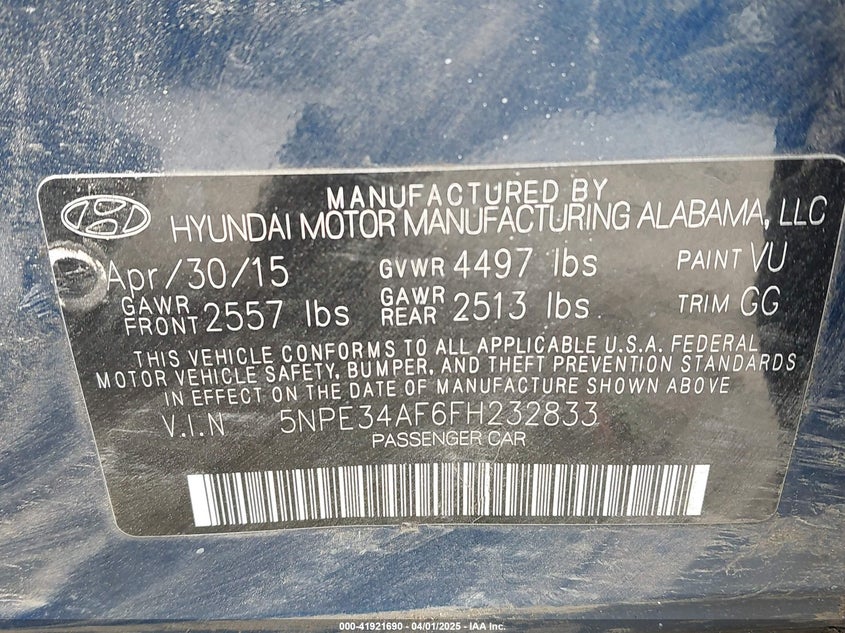 MANUFACTURED BY
HYUNDAI MOTOR MANUFACTURING ALABAMA, LLC
Apr/30/15 GVWR 4497 lbs PAINT VU
GAWR FRONT 2557 lbs GAWR REAR 2513 lbs TRIM GG
THIS VEHICLE CONFORMS TO ALL APPLICABLE U.S.A. FEDERAL
MOTOR VEHICLE SAFETY, BUMPER, AND THEFT PREVENTION STANDARDS
IN EFFECT ON THE DATE OF MANUFACTURE SHOWN ABOVE
V.I.N 5NPE34AF6FH232833
PASSENGER CAR
000-41921690 - 04/01/2025 - IAA Inc.